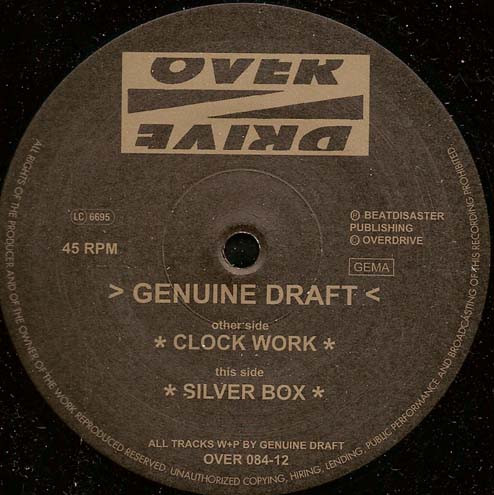 OVER
DRIVE
LC 6695
45 RPM
℗ BEATDISASTER
PUBLISHING
© OVERDRIVE
GEMA
> GENUINE DRAFT <
other side
* CLOCK WORK *
this side
* SILVER BOX *
ALL TRACKS W+P BY GENUINE DRAFT
OVER 084-12
ALL RIGHTS OF THE PRODUCER AND OF THE OWNER OF THE WORK REPRODUCED RESERVED. UNAUTHORIZED COPYING, HIRING, LENDING, PUBLIC PERFORMANCE AND BROADCASTING OF THIS RECORDING PROHIBITED.